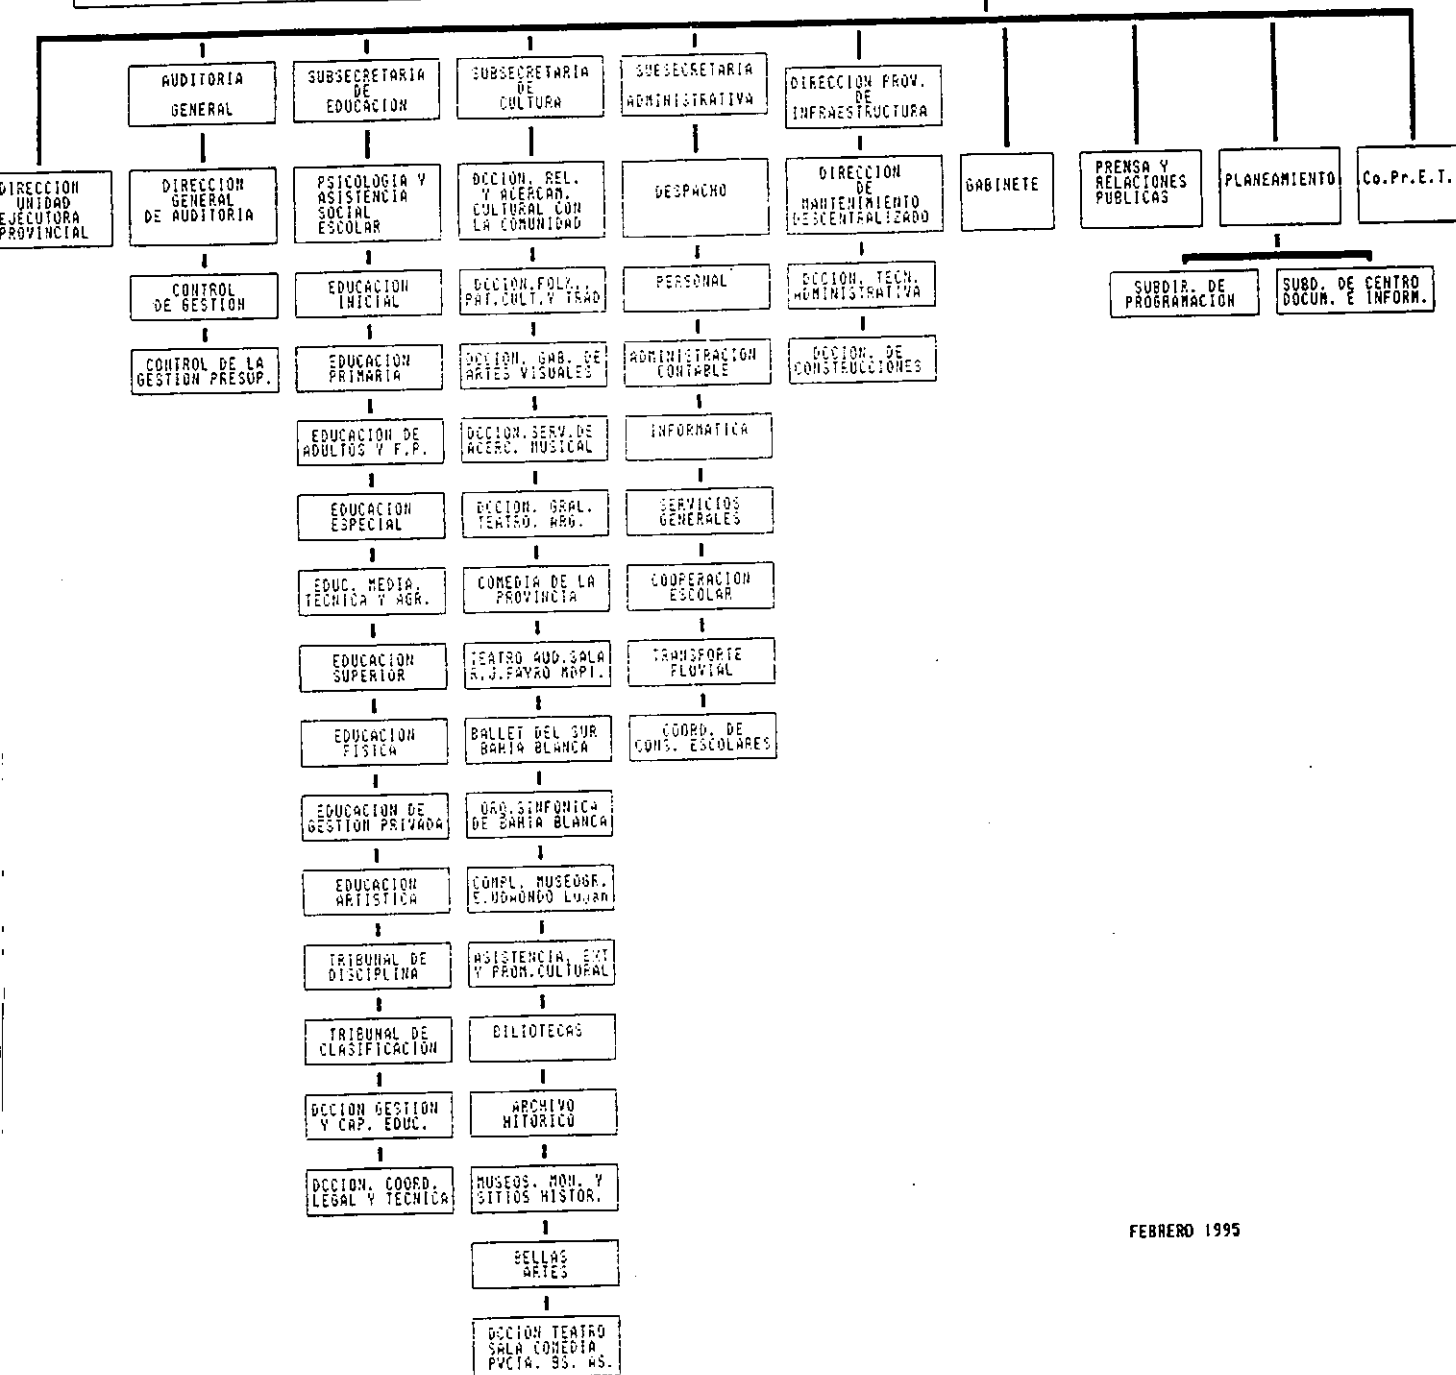 DIRECCION
UNIDAD
EJECUTORA
PROVINCIAL
AUDITORIA
GENERAL
DIRECCION
GENERAL
DE AUDITORIA
CONTROL
DE GESTION
CONTROL DE LA
GESTION PRESUP.
SUBSECRETARIA
DE
EDUCACION
PSICOLOGIA Y
ASISTENCIA
SOCIAL
ESCOLAR
EDUCACION
INICIAL
EDUCACION
PRIMARIA
EDUCACION DE
ADULTOS Y F.P.
EDUCACION
ESPECIAL
EDUC. MEDIA,
TECNICA Y AGR.
EDUCACION
SUPERIOR
EDUCACION
FISICA
EDUCACION DE
GESTION PRIVADA
EDUCACION
ARTISTICA
TRIBUNAL DE
DISCIPLINA
TRIBUNAL DE
CLASIFICACION
DCCION GESTION
Y CAP. EDUC.
DCCION. COORD.
LEGAL Y TECNICA
SUBSECRETARIA
DE
CULTURA
DCCION. REL.
Y ACERCAM.
CULTURAL CON
LA COMUNIDAD
DCCION.FOLK.,
PAT.CULT.Y TRAD
DCCION. GAB. DE
ARTES VISUALES
DCCION.SERV.DE
ACERC. MUSICAL
DCCION. GRAL.
TEATRO. ARG.
COMEDIA DE LA
PROVINCIA
TEATRO AUD.SALA
R.J.PAYRO MDPL.
BALLET DEL SUR
BAHIA BLANCA
ORQ.SINFONICA
DE BAHIA BLANCA
COMPL. MUSEOGR.
E.UDAONDO Lujan
ASISTENCIA, EXT
Y PROM.CULTURAL
BILIOTECAS
ARCHIVO
HITORICO
MUSEOS. MON. Y
SITIOS HISTOR.
BELLAS
ARTES
DCCION TEATRO
SALA COMEDIA
PVCIA. BS. AS.
SUBSECRETARIA
ADMINISTRATIVA
DESPACHO
PERSONAL
ADMINISTRACION
CONTABLE
INFORMATICA
SERVICIOS
GENERALES
COOPERACION
ESCOLAR
TRANSPORTE
FLUVIAL
COORD. DE
CONS. ESCOLARES
DIRECCION PROV.
DE
INFRAESTRUCTURA
DIRECCION
DE
MANTENIMIENTO
DESCENTRALIZADO
DCCION. TECN.
ADMINISTRATIVA
DCCION. DE
CONSTRUCCIONES
GABINETE
PRENSA Y
RELACIONES
PUBLICAS
PLANEAMIENTO
SUBDIR. DE
PROGRAMACION
SUBD. DE CENTRO
DOCUM. E INFORM.
Co.Pr.E.T.
FEBRERO 1995